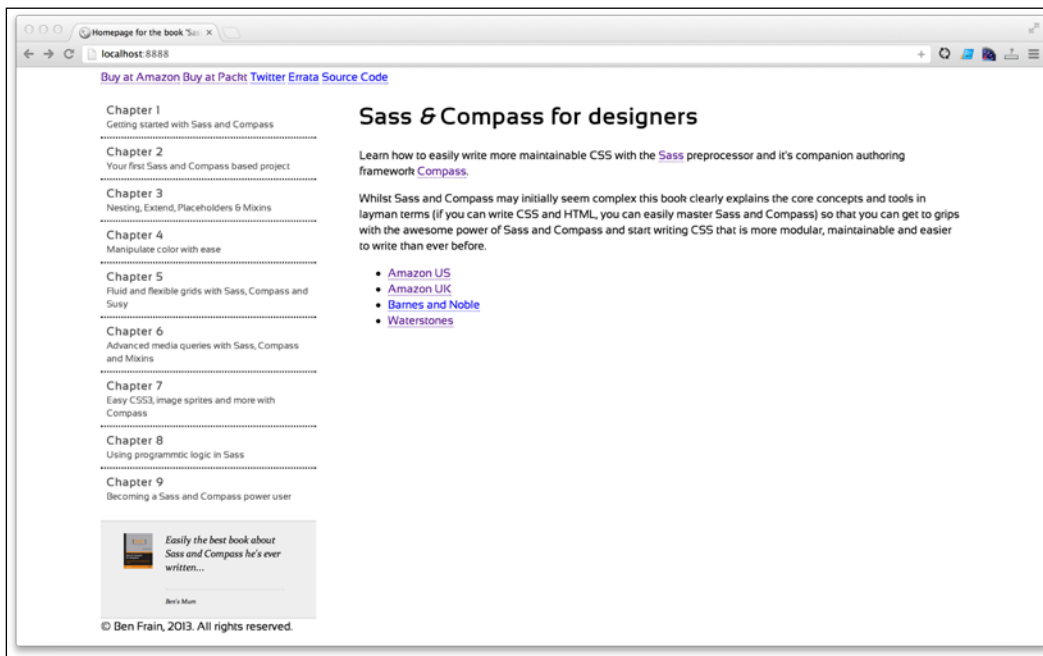 Homepage for the book 'Sas
localhost:8888
Buy at Amazon Buy at Packt Twitter Errata Source Code
Chapter 1
Getting started with Sass and Compass
Chapter 2
Your first Sass and Compass based project
Chapter 3
Nesting, Extend, Placeholders & Mixins
Chapter 4
Manipulate color with ease
Chapter 5
Fluid and flexible grids with Sass, Compass and
Susy
Chapter 6
Advanced media queries with Sass, Compass
and Mixins
Chapter 7
Easy CSS3, image sprites and more with
Compass
Chapter 8
Using programmtic logic in Sass
Chapter 9
Becoming a Sass and Compass power user
Easily the best book about
Sass and Compass he's ever
written...
Ben's Mum
© Ben Frain, 2013. All rights reserved.
Sass & Compass for designers
Learn how to easily write more maintainable CSS with the Sass preprocessor and it's companion authoring
framework Compass.
Whilst Sass and Compass may initially seem complex this book clearly explains the core concepts and tools in
layman terms (if you can write CSS and HTML, you can easily master Sass and Compass) so that you can get to grips
with the awesome power of Sass and Compass and start writing CSS that is more modular, maintainable and easier
to write than ever before.
Amazon US
Amazon UK
Barnes and Noble
Waterstones